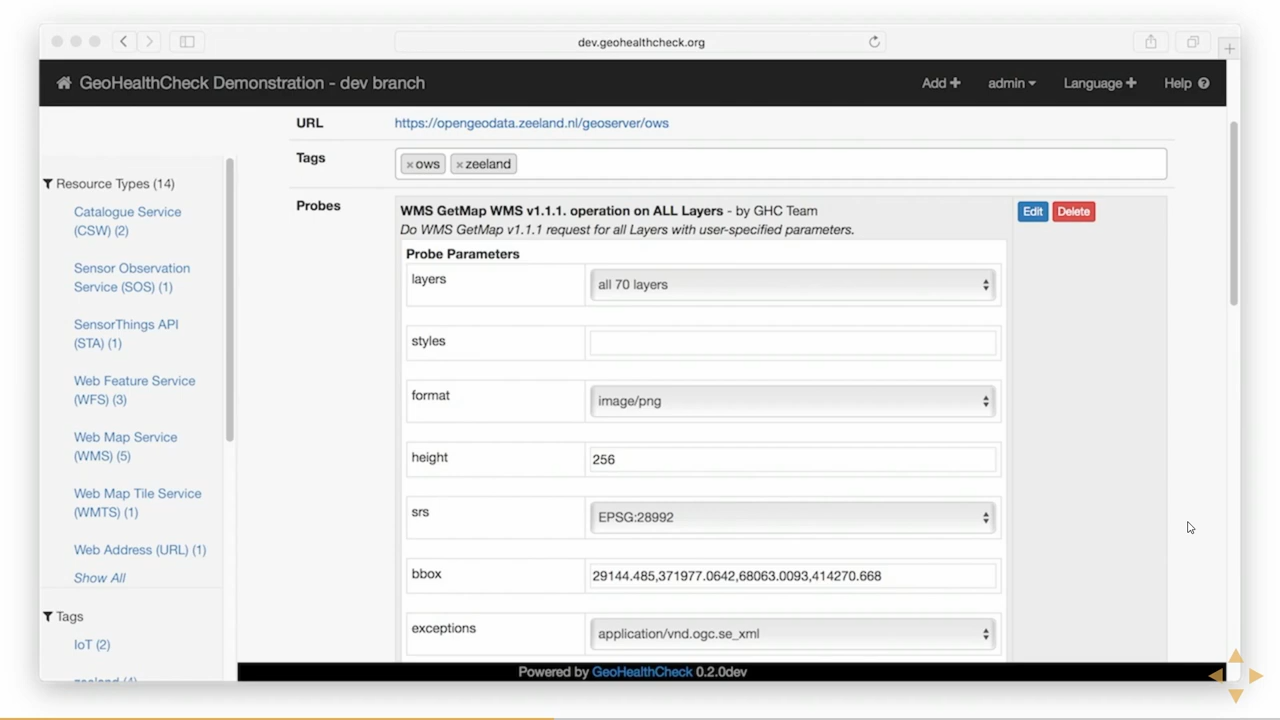 dev.geohealthcheck.org
GeoHealthCheck Demonstration - dev branch
Add
admin
Language
Help
URL
https://opengeodata.zeeland.nl/geoserver/ows
Tags
×ows ×zeeland
Resource Types (14)
Catalogue Service
(CSW) (2)
Sensor Observation
Service (SOS) (1)
SensorThings API
(STA) (1)
Web Feature Service
(WFS) (3)
Web Map Service
(WMS) (5)
Web Map Tile Service
(WMTS) (1)
Web Address (URL) (1)
Show All
Tags
IoT (2)
zeeland (4)
Probes
WMS GetMap WMS v1.1.1. operation on ALL Layers - by GHC Team
Do WMS GetMap v1.1.1 request for all Layers with user-specified parameters.
Edit
Delete
Probe Parameters
layers
all 70 layers
styles
format
image/png
height
256
srs
EPSG:28992
bbox
29144.485,371977.0642,68063.0093,414270.668
exceptions
application/vnd.ogc.se_xml
Powered by GeoHealthCheck 0.2.0dev